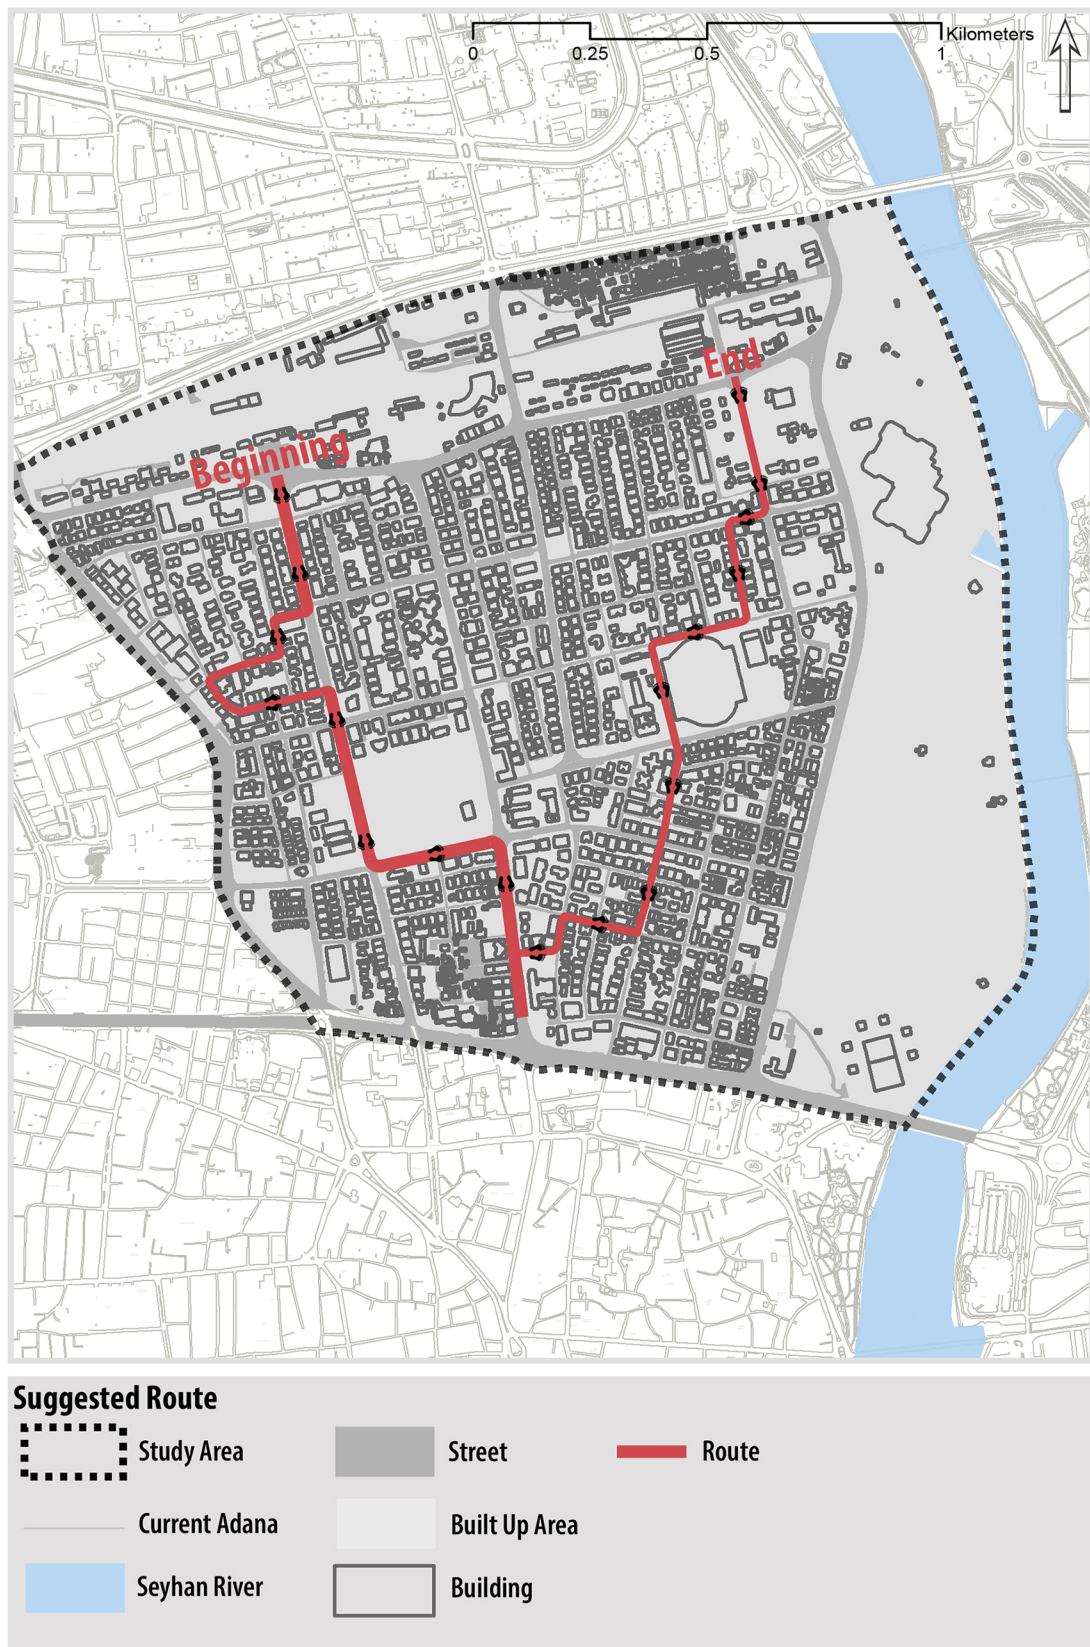 Kilometers
0 0.25 0.5 1
End
Beginning
Suggested Route
Study Area
Street
Route
Current Adana
Built Up Area
Seyhan River
Building